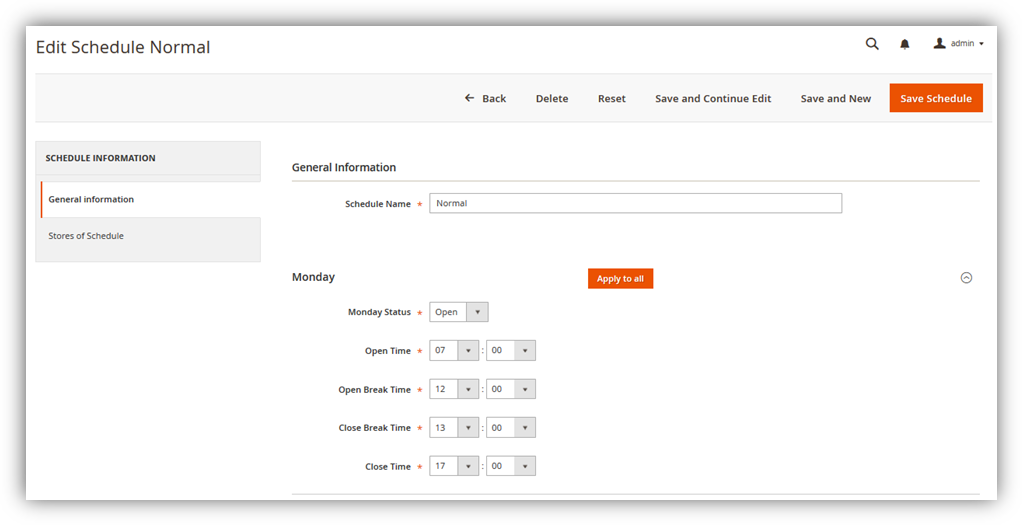 Edit Schedule Normal
admin
Back Delete Reset Save and Continue Edit Save and New Save Schedule
SCHEDULE INFORMATION
General information
Stores of Schedule
General Information
Schedule Name * Normal
Monday Apply to all
Monday Status * Open
Open Time * 07 : 00
Open Break Time * 12 : 00
Close Break Time * 13 : 00
Close Time * 17 : 00